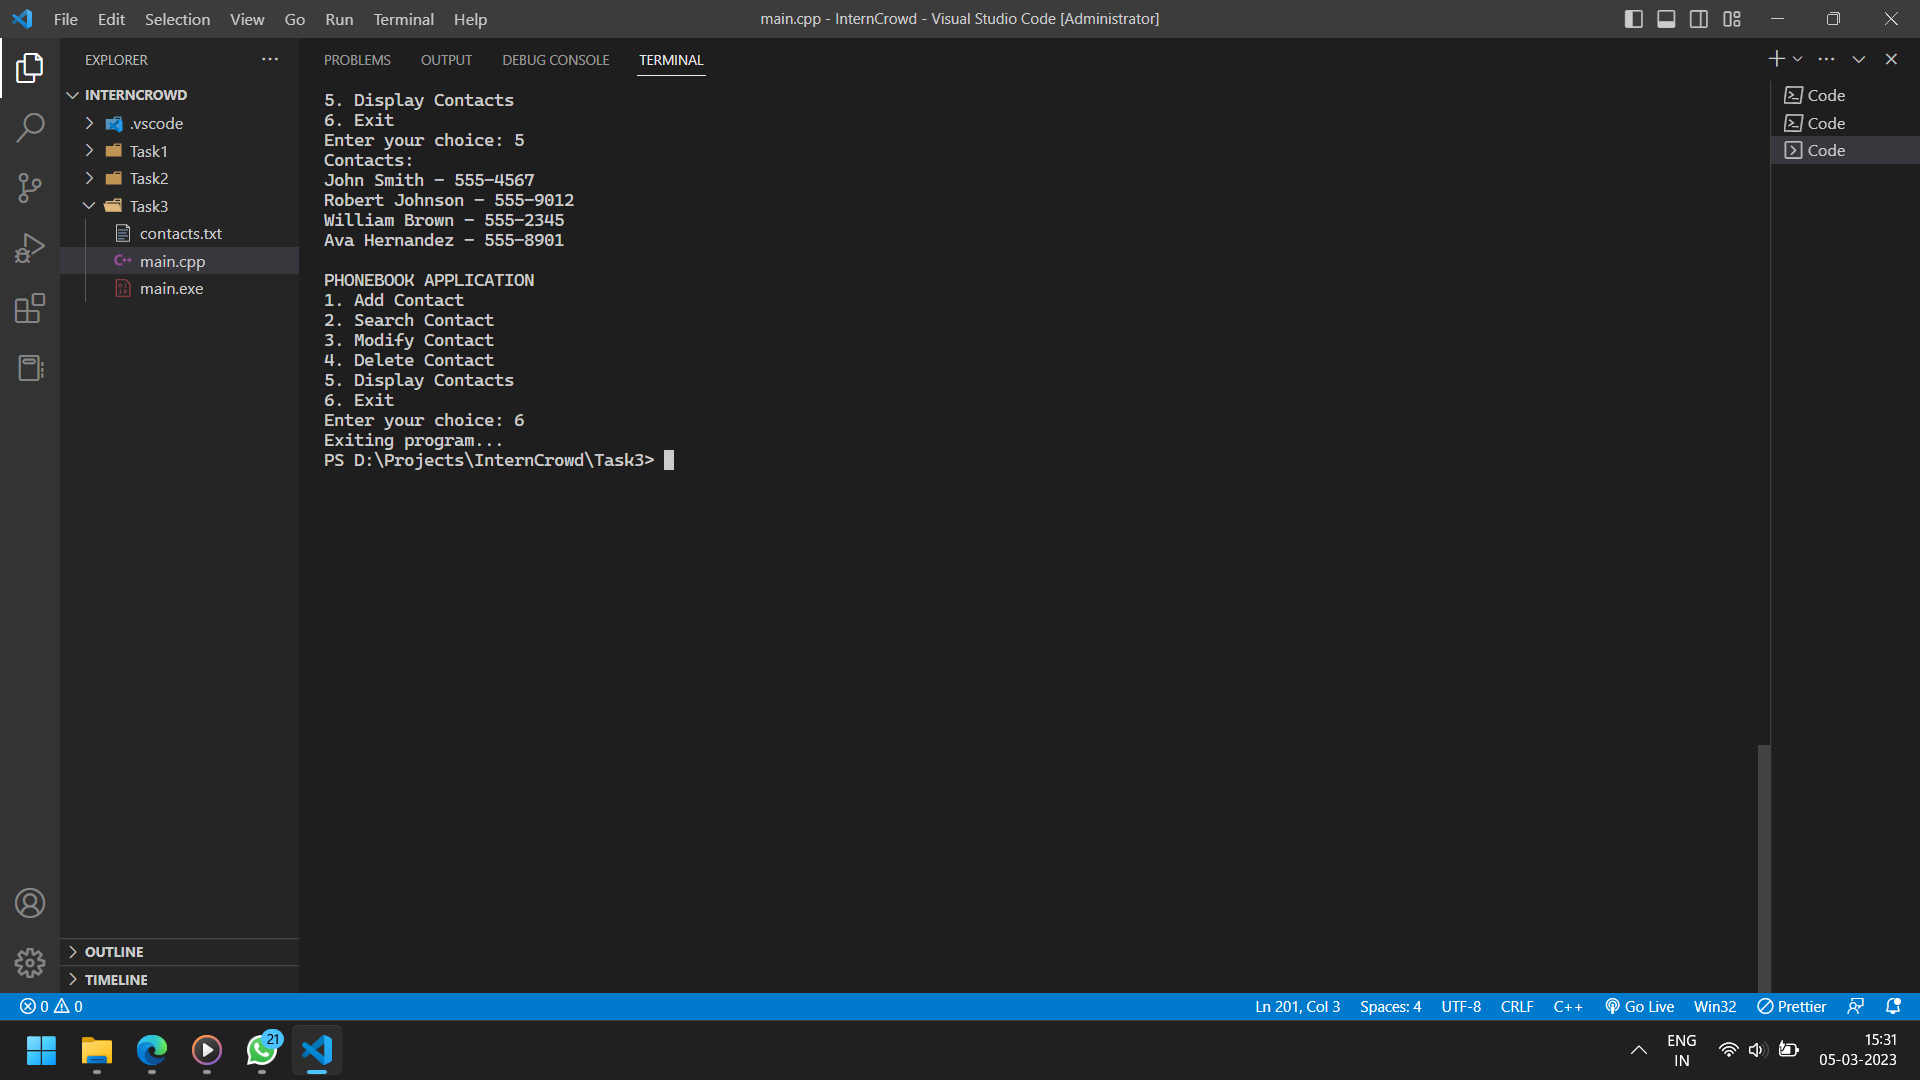 File Edit Selection View Go Run Terminal Help
main.cpp - InternCrowd - Visual Studio Code [Administrator]
EXPLORER
INTERNCROWD
.vscode
Task1
Task2
Task3
contacts.txt
main.cpp
main.exe
OUTLINE
TIMELINE
PROBLEMS OUTPUT DEBUG CONSOLE TERMINAL
5. Display Contacts
6. Exit
Enter your choice: 5
Contacts:
John Smith - 555-4567
Robert Johnson - 555-9012
William Brown - 555-2345
Ava Hernandez - 555-8901
PHONEBOOK APPLICATION
1. Add Contact
2. Search Contact
3. Modify Contact
4. Delete Contact
5. Display Contacts
6. Exit
Enter your choice: 6
Exiting program...
PS D:\Projects\InternCrowd\Task3>
Code
Code
Code
0 0
Ln 201, Col 3 Spaces: 4 UTF-8 CRLF C++ Go Live Win32 Prettier
21
ENG
IN
15:31
05-03-2023